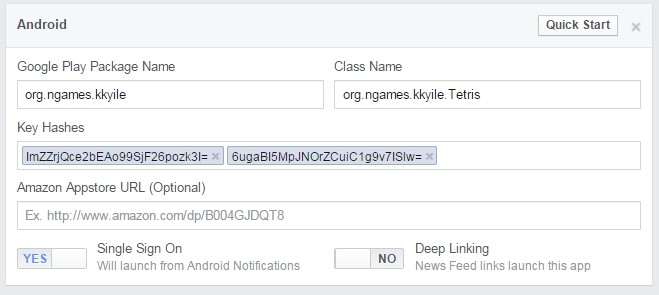 Android
Quick Start ×
Google Play Package Name
Class Name
org.ngames.kkyile
org.ngames.kkyile.Tetris
Key Hashes
ImZZrjQce2bEAo99SjF26pozk3I= ×
6ugaBI5MpJNOrZCuiC1g9v7ISIw= ×
Amazon Appstore URL (Optional)
Ex. http://www.amazon.com/dp/B004GJDQT8
YES
Single Sign On
Will launch from Android Notifications
NO
Deep Linking
News Feed links launch this app